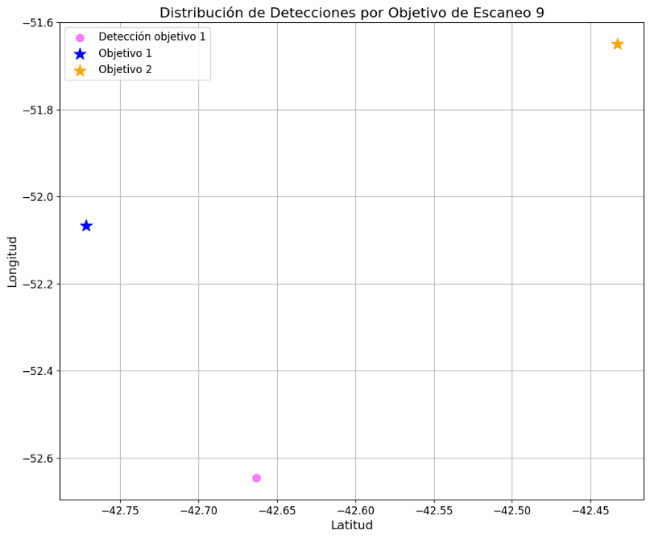 Distribución de Detecciones por Objetivo de Escaneo 9
Detección objetivo 1
Objetivo 1
Objetivo 2
−51.6
−51.8
−52.0
−52.2
−52.4
−52.6
Longitud
−42.75
−42.70
−42.65
−42.60
−42.55
−42.50
−42.45
Latitud